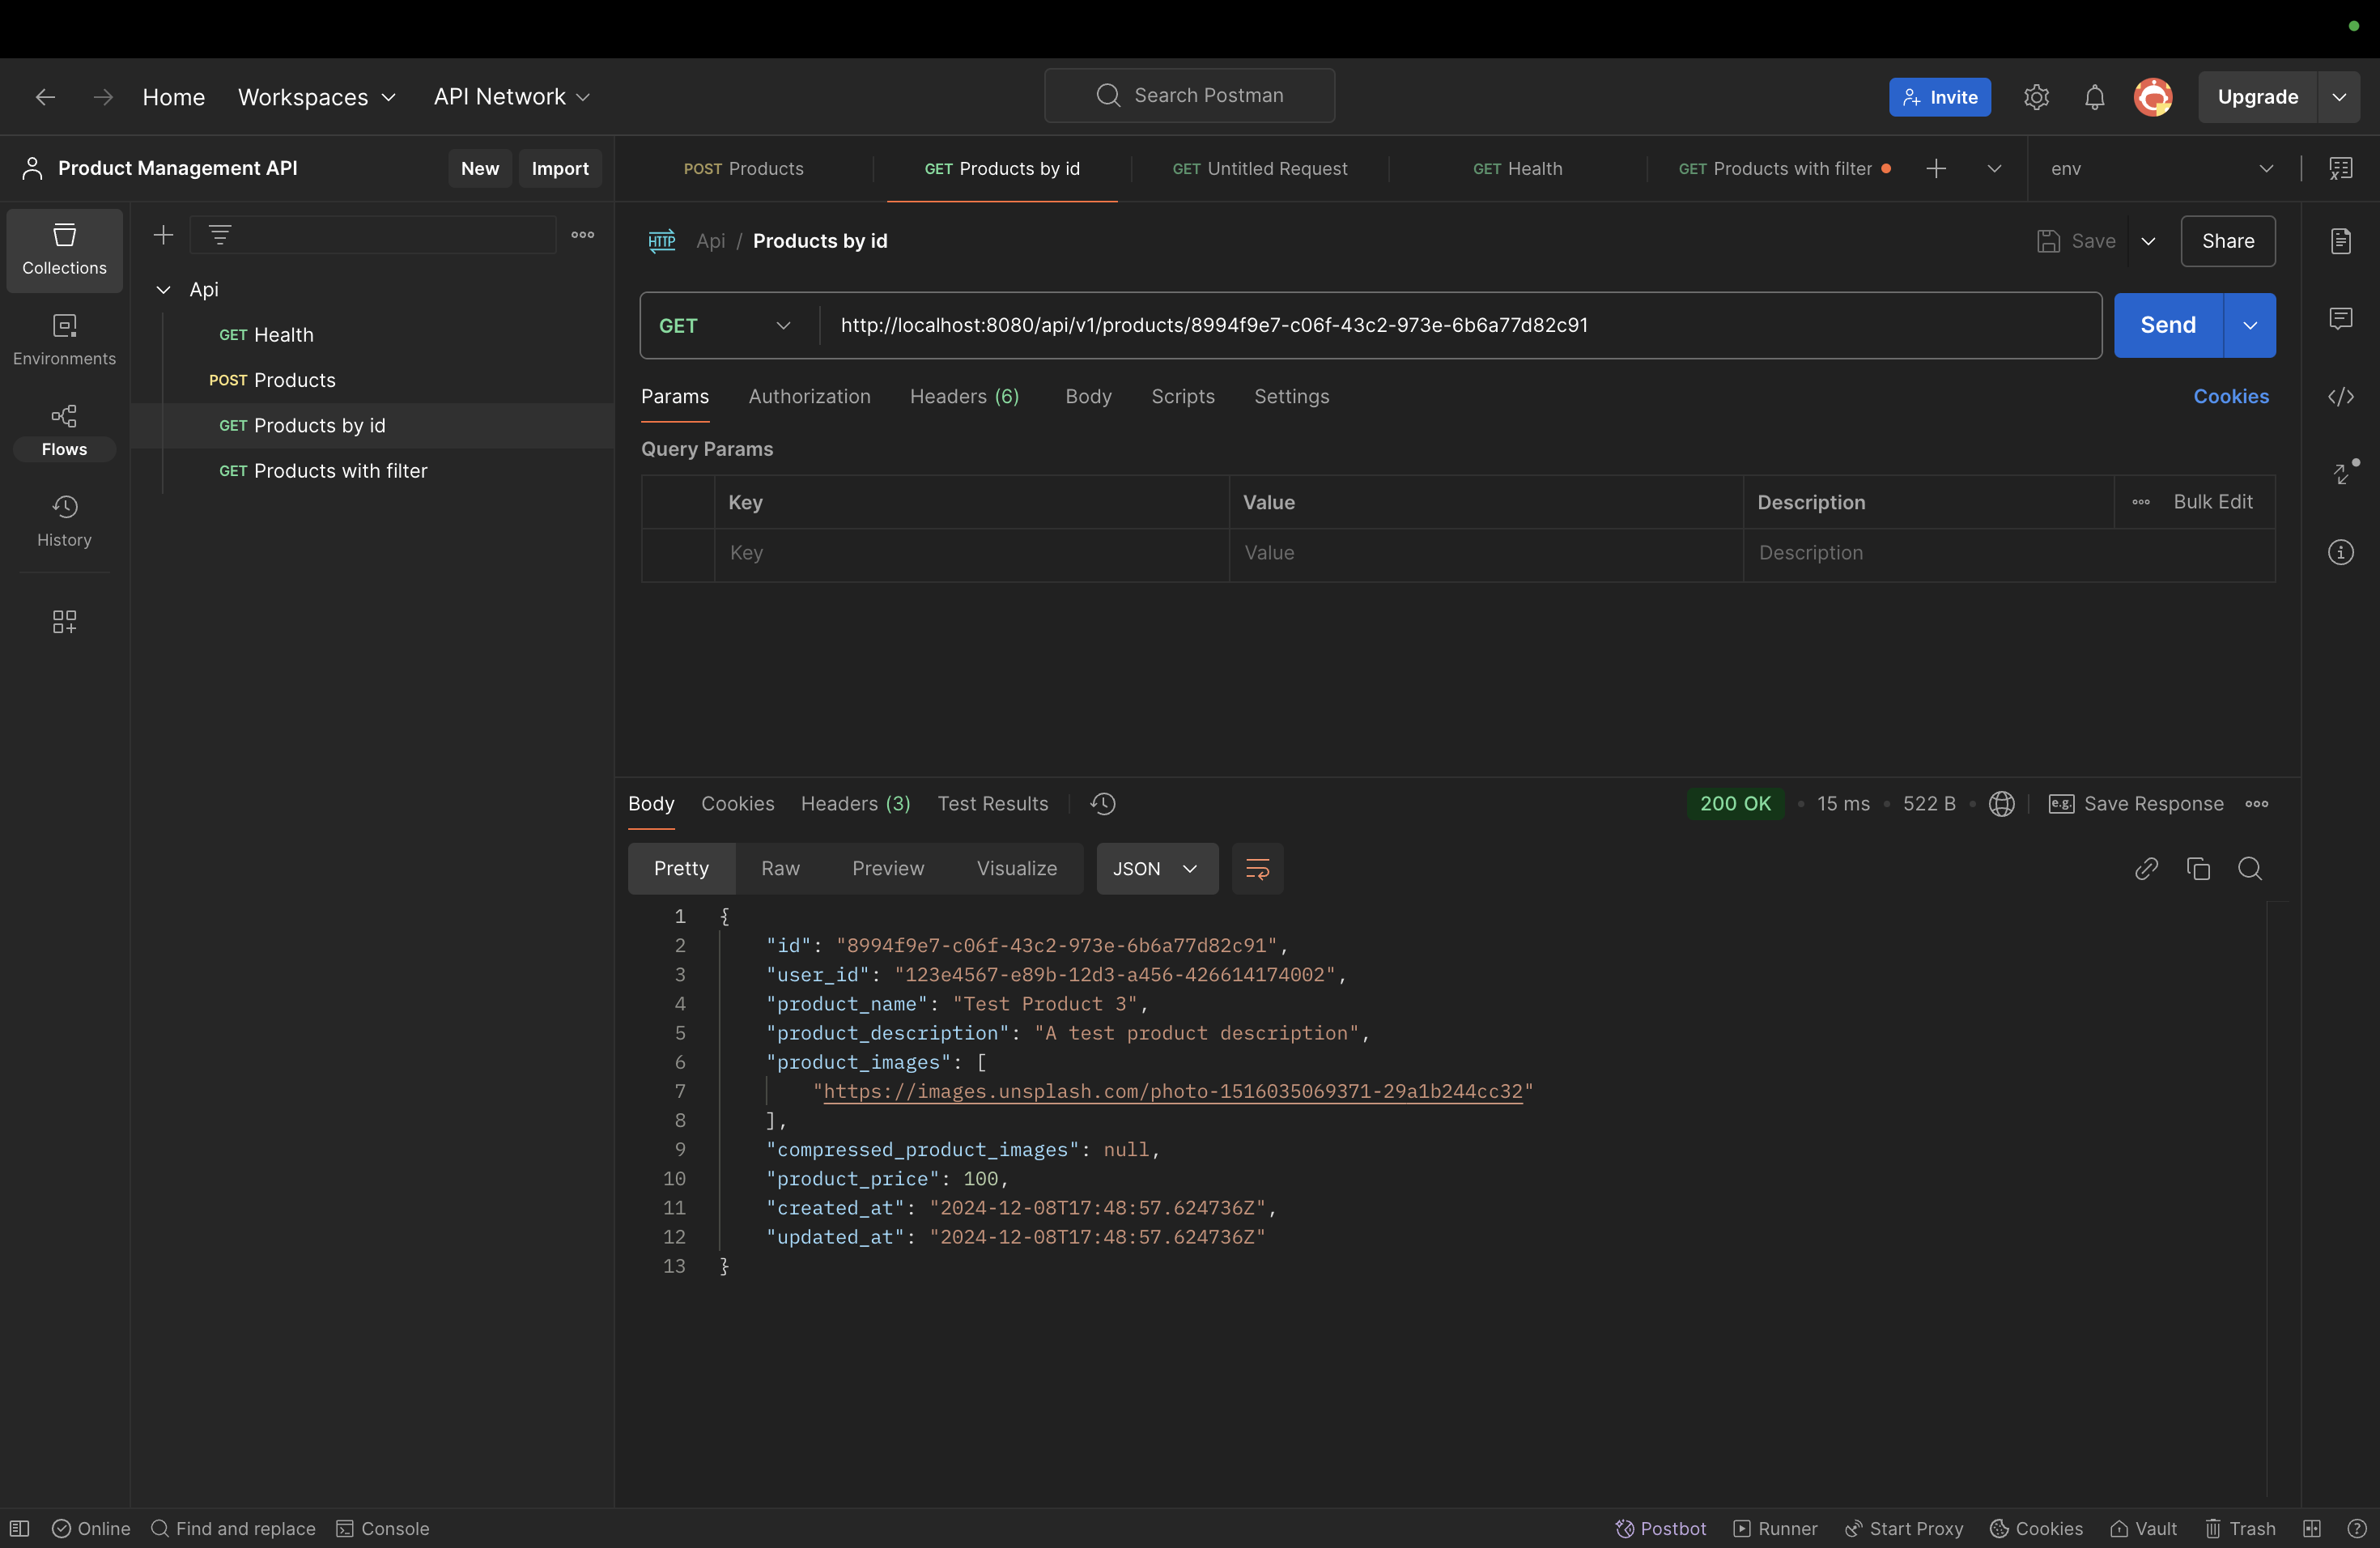 Home Workspaces API Network Search Postman Invite Upgrade
Product Management API New Import
POST Products GET Products by id GET Untitled Request GET Health GET Products with filter env
Collections
Environments
Flows
History
Api
GET Health
POST Products
GET Products by id
GET Products with filter
HTTP Api / Products by id Save Share
GET http://localhost:8080/api/v1/products/8994f9e7-c06f-43c2-973e-6b6a77d82c91 Send
Params Authorization Headers (6) Body Scripts Settings Cookies
Query Params
Key Value Description Bulk Edit
Key Value Description
Body Cookies Headers (3) Test Results 200 OK • 15 ms • 522 B • e.g. Save Response
Pretty Raw Preview Visualize JSON
1 {
2 "id": "8994f9e7-c06f-43c2-973e-6b6a77d82c91",
3 "user_id": "123e4567-e89b-12d3-a456-426614174002",
4 "product_name": "Test Product 3",
5 "product_description": "A test product description",
6 "product_images": [
7 "https://images.unsplash.com/photo-1516035069371-29a1b244cc32"
8 ],
9 "compressed_product_images": null,
10 "product_price": 100,
11 "created_at": "2024-12-08T17:48:57.624736Z",
12 "updated_at": "2024-12-08T17:48:57.624736Z"
13 }
Online Find and replace Console Postbot Runner Start Proxy Cookies Vault Trash